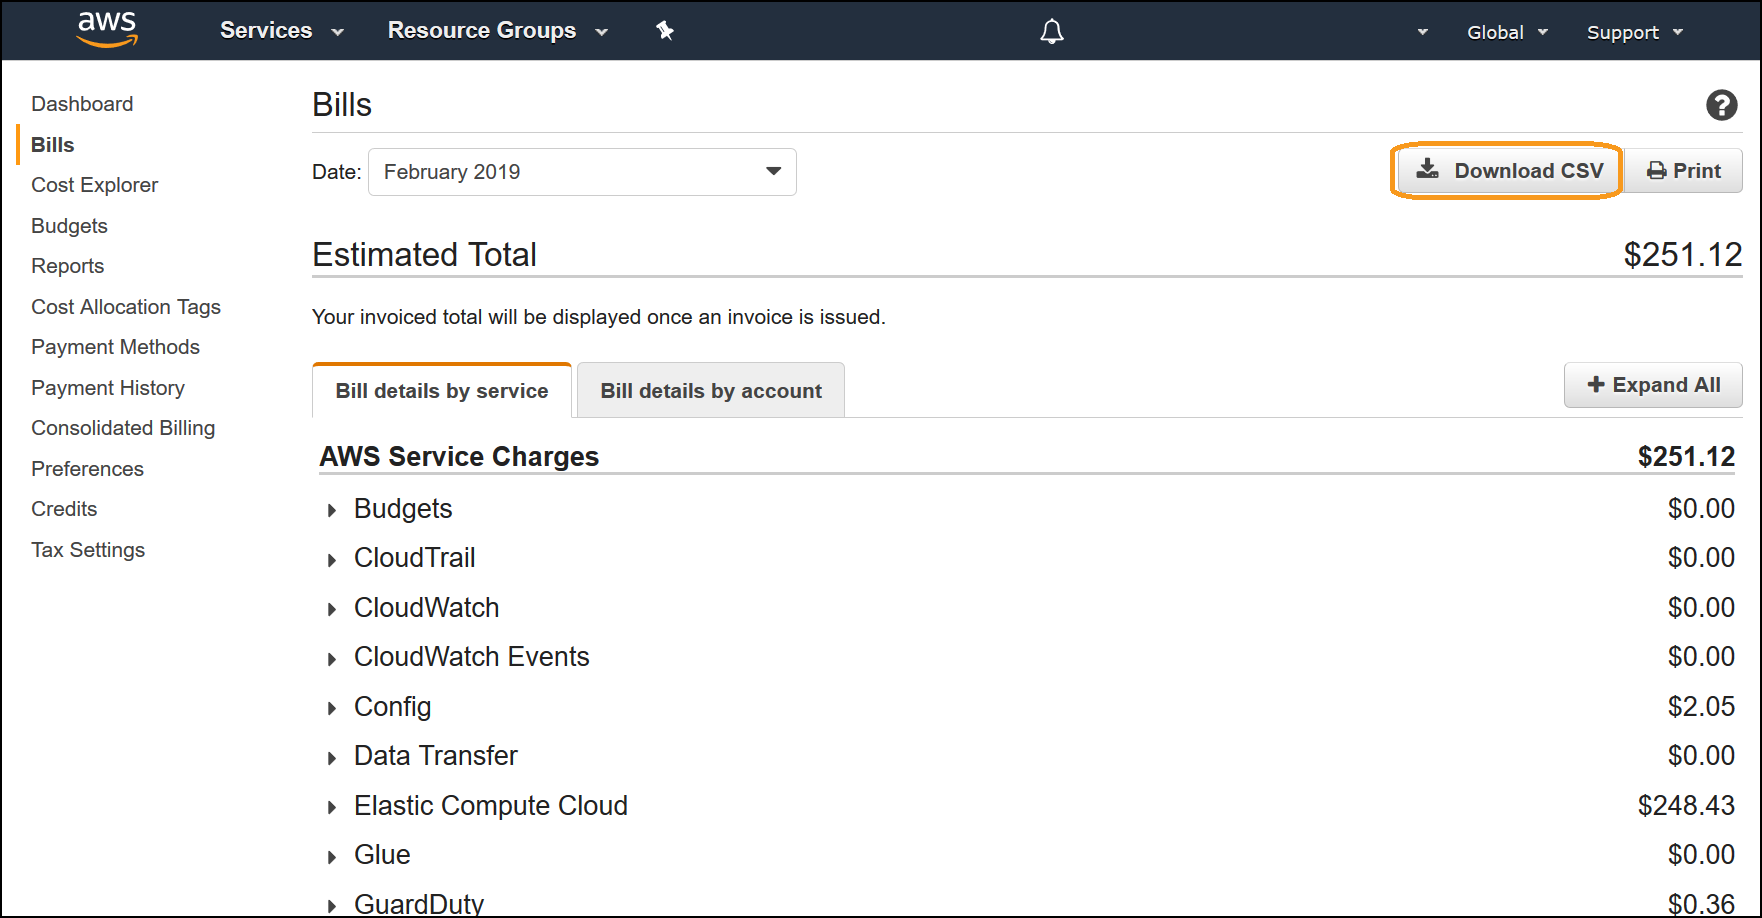 aws Services Resource Groups Global Support
Dashboard
Bills
Cost Explorer
Budgets
Reports
Cost Allocation Tags
Payment Methods
Payment History
Consolidated Billing
Preferences
Credits
Tax Settings
Bills ?
Date: February 2019 Download CSV Print
Estimated Total $251.12
Your invoiced total will be displayed once an invoice is issued.
Bill details by service Bill details by account + Expand All
AWS Service Charges $251.12
Budgets $0.00
CloudTrail $0.00
CloudWatch $0.00
CloudWatch Events $0.00
Config $2.05
Data Transfer $0.00
Elastic Compute Cloud $248.43
Glue $0.00
GuardDuty $0.36